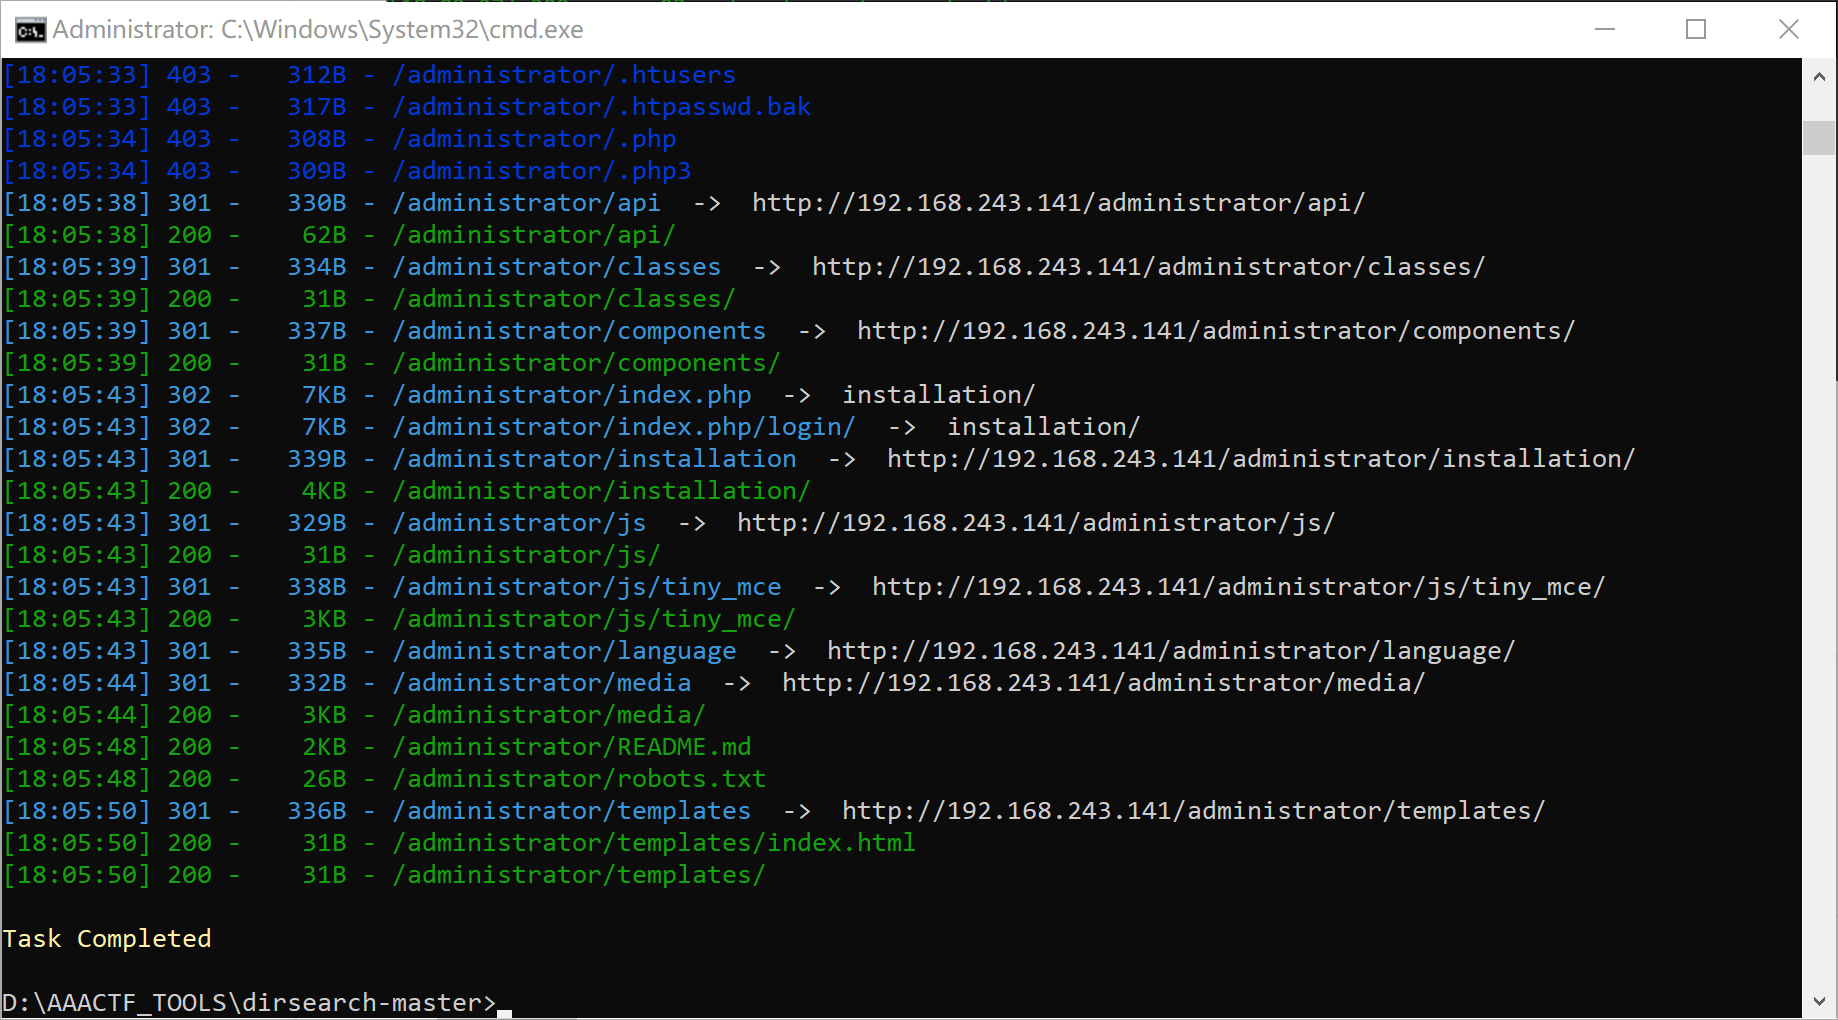 Administrator: C:\Windows\System32\cmd.exe
[18:05:33] 403 -   312B - /administrator/.htusers
[18:05:33] 403 -   317B - /administrator/.htpasswd.bak
[18:05:34] 403 -   308B - /administrator/.php
[18:05:34] 403 -   309B - /administrator/.php3
[18:05:38] 301 -   330B - /administrator/api  ->  http://192.168.243.141/administrator/api/
[18:05:38] 200 -    62B - /administrator/api/
[18:05:39] 301 -   334B - /administrator/classes  ->  http://192.168.243.141/administrator/classes/
[18:05:39] 200 -    31B - /administrator/classes/
[18:05:39] 301 -   337B - /administrator/components  ->  http://192.168.243.141/administrator/components/
[18:05:39] 200 -    31B - /administrator/components/
[18:05:43] 302 -    7KB - /administrator/index.php  ->  installation/
[18:05:43] 302 -    7KB - /administrator/index.php/login/  ->  installation/
[18:05:43] 301 -   339B - /administrator/installation  ->  http://192.168.243.141/administrator/installation/
[18:05:43] 200 -    4KB - /administrator/installation/
[18:05:43] 301 -   329B - /administrator/js  ->  http://192.168.243.141/administrator/js/
[18:05:43] 200 -    31B - /administrator/js/
[18:05:43] 301 -   338B - /administrator/js/tiny_mce  ->  http://192.168.243.141/administrator/js/tiny_mce/
[18:05:43] 200 -    3KB - /administrator/js/tiny_mce/
[18:05:43] 301 -   335B - /administrator/language  ->  http://192.168.243.141/administrator/language/
[18:05:44] 301 -   332B - /administrator/media  ->  http://192.168.243.141/administrator/media/
[18:05:44] 200 -    3KB - /administrator/media/
[18:05:48] 200 -    2KB - /administrator/README.md
[18:05:48] 200 -    26B - /administrator/robots.txt
[18:05:50] 301 -   336B - /administrator/templates  ->  http://192.168.243.141/administrator/templates/
[18:05:50] 200 -    31B - /administrator/templates/index.html
[18:05:50] 200 -    31B - /administrator/templates/
Task Completed
D:\AAACTF_TOOLS\dirsearch-master>